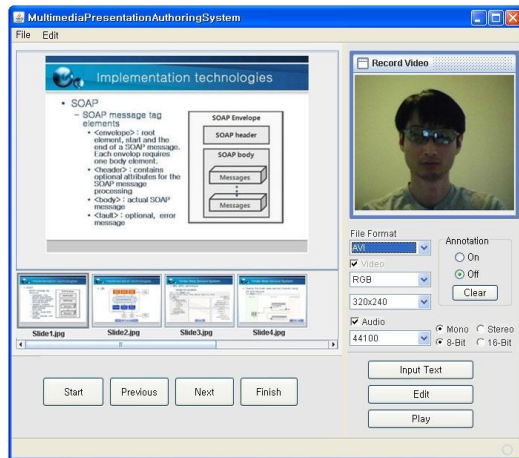 MultimediaPresentationAuthoringSystem
File Edit
Implementation technologies
• SOAP
– SOAP message tag
elements
• <envelope> : root
element, start and the
end of a SOAP message.
Each envelop requires
one body element.
• <header> : contains
optional attributes for the
SOAP message
processing
• <body> : actual SOAP
message
• <fault> : optional, error
message
SOAP Envelope
SOAP header
SOAP body
Messages
Messages
Slide1.jpg Slide2.jpg Slide3.jpg Slide4.jpg
Start Previous Next Finish
Record Video
File Format
AVI
Video
RGB
320x240
Audio
44100
Annotation
On
Off
Clear
Mono Stereo
8-Bit 16-Bit
Input Text
Edit
Play